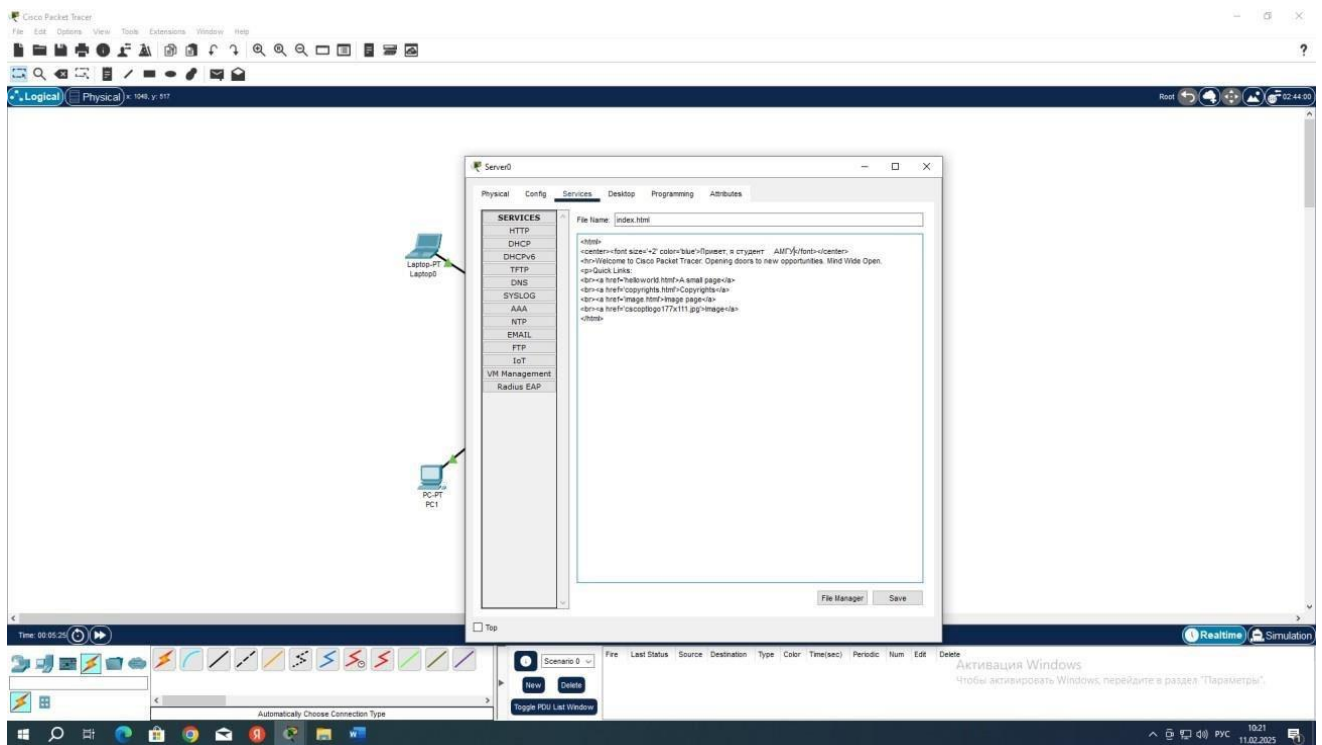 Cisco Packet Tracer
File Edit Options View Tools Extensions Window Help
?
Logical Physical x: 1048, y: 517 Root 02:44:00
Server0
Physical Config Services Desktop Programming Attributes
SERVICES
HTTP
DHCP
DHCPv6
TFTP
DNS
SYSLOG
AAA
NTP
EMAIL
FTP
IoT
VM Management
Radius EAP
File Name: index.html
<html>
<center><font size='+2' color='blue'>Привет, я студент АМГУ</font></center>
<hr>Welcome to Cisco Packet Tracer. Opening doors to new opportunities. Mind Wide Open.
<p>Quick Links:
<br><a href='helloworld.html'>A small page</a>
<br><a href='copyrights.html'>Copyrights</a>
<br><a href='image.html'>Image page</a>
<br><a href='cscoptlogo177x111.jpg'>Image</a>
</html>
File Manager Save
Top
Laptop-PT
Laptop0
PC-PT
PC1
Time: 00:05:25 Realtime Simulation
Scenario 0
New Delete
Toggle PDU List Window
Fire Last Status Source Destination Type Color Time(sec) Periodic Num Edit Delete
Активация Windows
Чтобы активировать Windows, перейдите в раздел "Параметры".
Automatically Choose Connection Type
РУС 10:21
11.02.2025